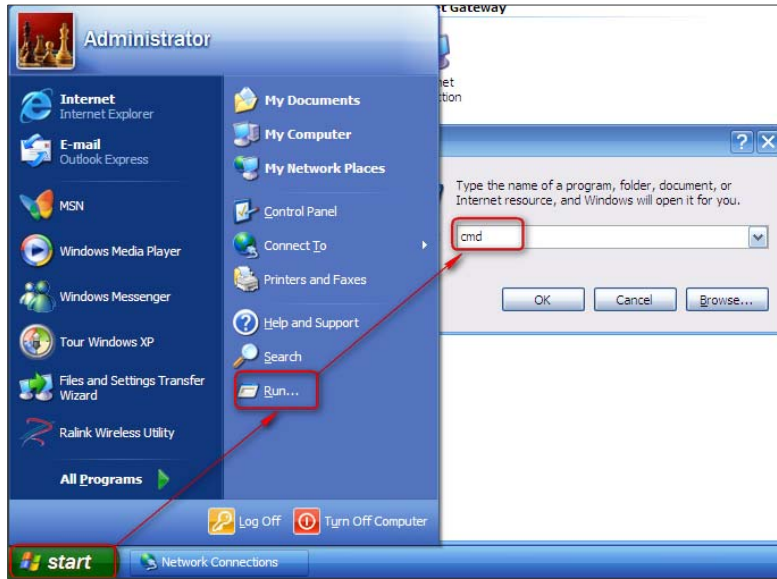 Administrator
Internet
Internet Explorer
E-mail
Outlook Express
MSN
Windows Media Player
Windows Messenger
Tour Windows XP
Files and Settings Transfer
Wizard
Ralink Wireless Utility
All Programs
My Documents
My Computer
My Network Places
Control Panel
Connect To
Printers and Faxes
Help and Support
Search
Run...
Log Off
Turn Off Computer
start
Network Connections
Gateway
Type the name of a program, folder, document, or
Internet resource, and Windows will open it for you.
cmd
OK
Cancel
Browse...